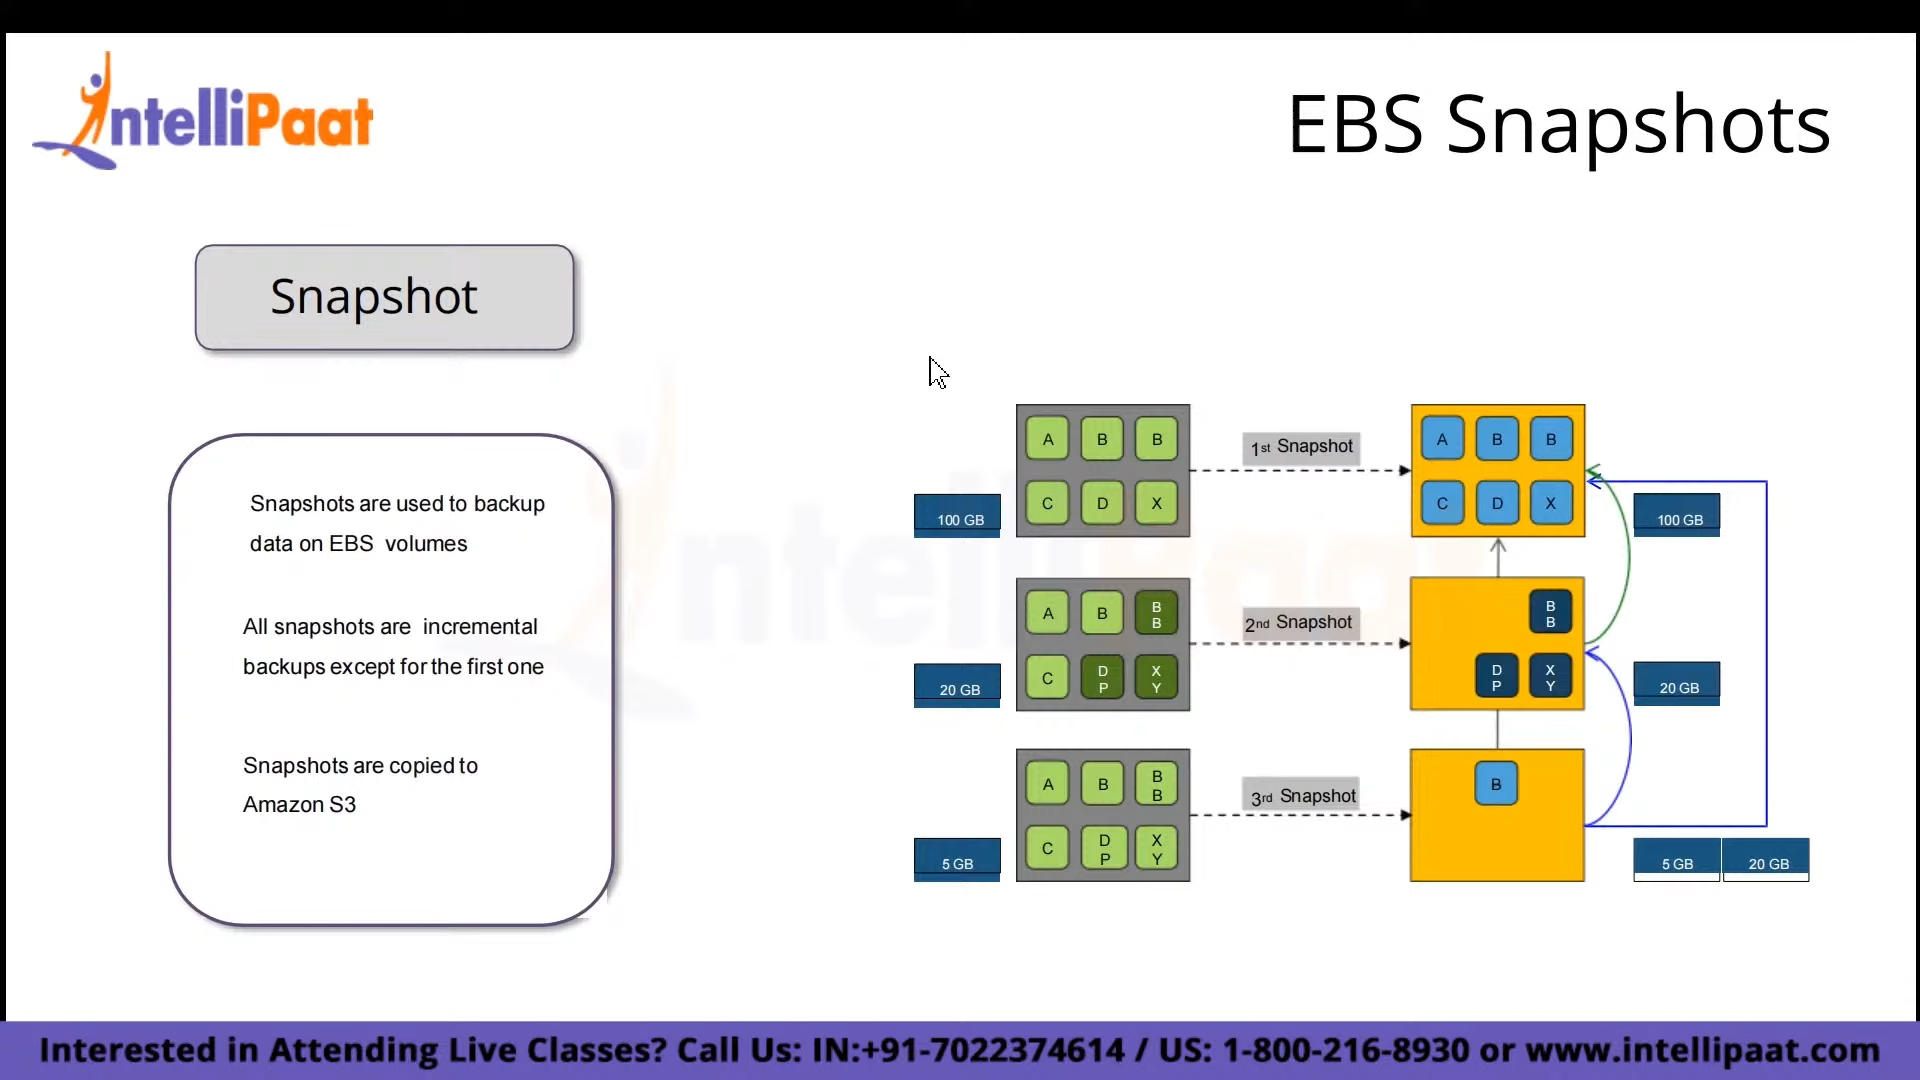 IntelliPaat
EBS Snapshots
Snapshot
Snapshots are used to backup
data on EBS volumes
All snapshots are incremental
backups except for the first one
Snapshots are copied to
Amazon S3
100 GB
A B B
C D X
1st Snapshot
A B B
C D X
100 GB
20 GB
A B B
B
C D
P X
Y
2nd Snapshot
B
B
D
P X
Y
20 GB
5 GB
A B B
B
C D
P X
Y
3rd Snapshot
B
5 GB 20 GB
IntelliPaat
Interested in Attending Live Classes? Call Us: IN:+91-7022374614 / US: 1-800-216-8930 or www.intellipaat.com